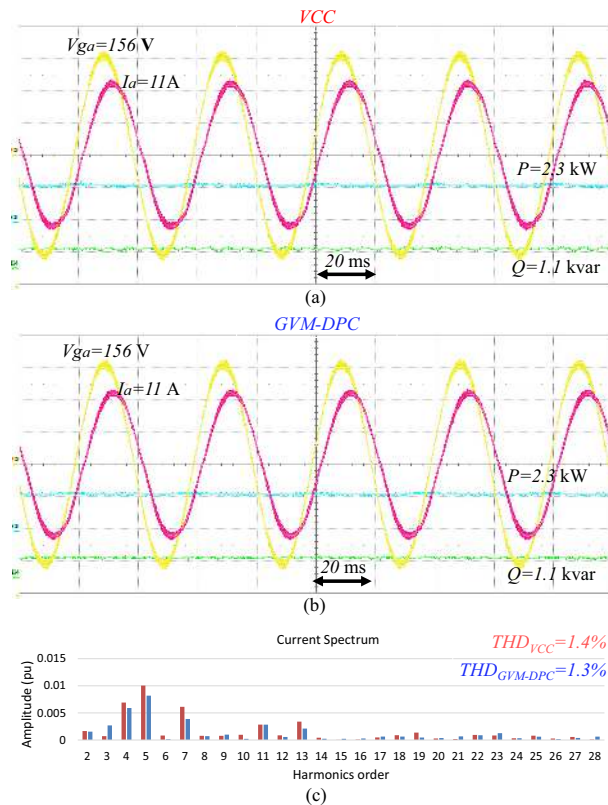 VCC
Vga=156 V
Ia=11A
P=2.3 kW
20 ms
Q=1.1 kvar
(a)
GVM-DPC
Vga=156 V
Ia=11 A
P=2.3 kW
20 ms
Q=1.1 kvar
(b)
Current Spectrum
THDVCC=1.4%
THDGVM-DPC=1.3%
Amplitude (pu)
0.015
0.01
0.005
0
2 3 4 5 6 7 8 9 10 11 12 13 14 15 16 17 18 19 20 21 22 23 24 25 26 27 28
Harmonics order
(c)